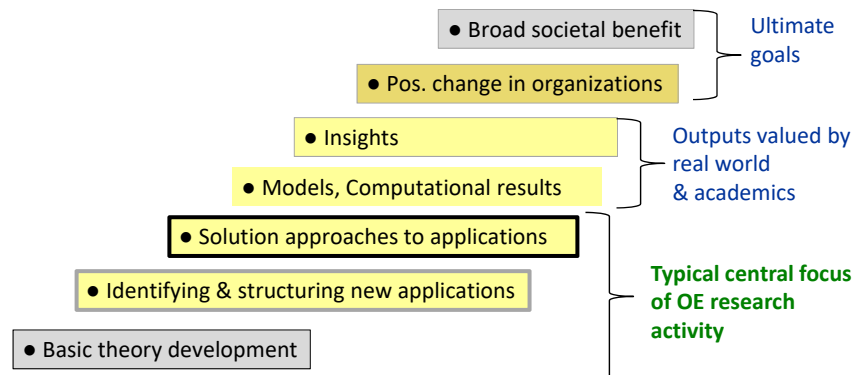 ● Broad societal benefit
Ultimate
goals
● Pos. change in organizations
● Insights
Outputs valued by
real world
& academics
● Models, Computational results
● Solution approaches to applications
Typical central focus
of OE research
activity
● Identifying & structuring new applications
● Basic theory development